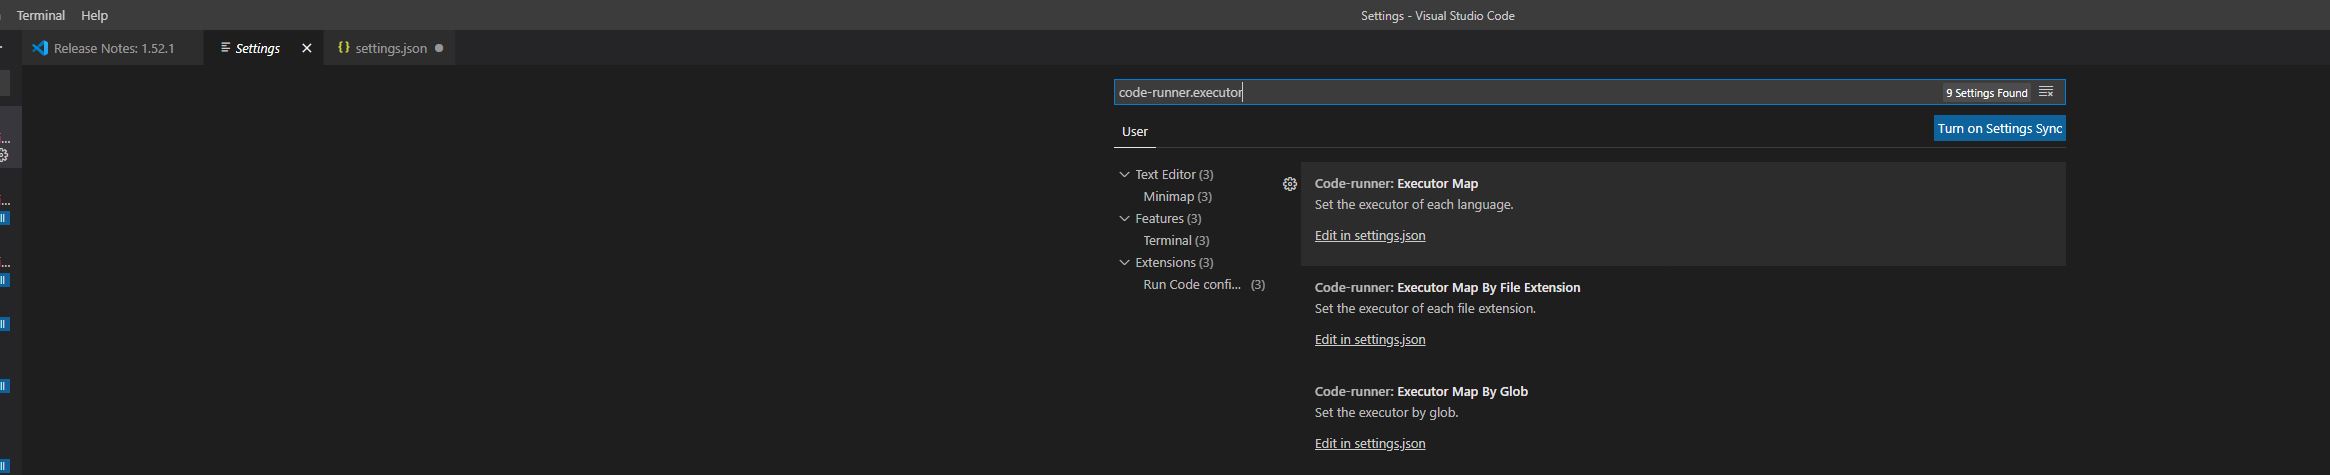 Terminal Help
Settings - Visual Studio Code
Release Notes: 1.52.1 Settings settings.json
code-runner.executor
9 Settings Found
User
Turn on Settings Sync
Text Editor (3)
Minimap (3)
Features (3)
Terminal (3)
Extensions (3)
Run Code confi... (3)
Code-runner: Executor Map
Set the executor of each language.
Edit in settings.json
Code-runner: Executor Map By File Extension
Set the executor of each file extension.
Edit in settings.json
Code-runner: Executor Map By Glob
Set the executor by glob.
Edit in settings.json